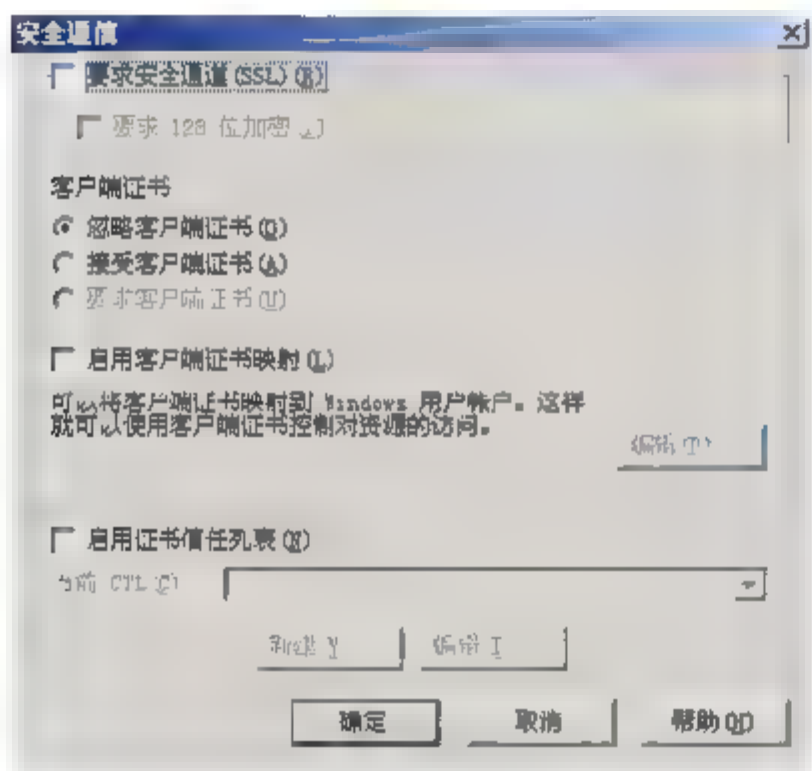 安全通信
要求安全通道(SSL)(R)
要求 128 位加密
客户端证书
忽略客户端证书
接受客户端证书(A)
要求客户端证书(U)
启用客户端证书映射(L)
可以将客户端证书映射到 Windows 用户帐户。这样
就可以使用客户端证书控制对资源的访问。
编辑
启用证书信任列表(N)
当前 CTL(C)
编辑
确定
取消
帮助(H)